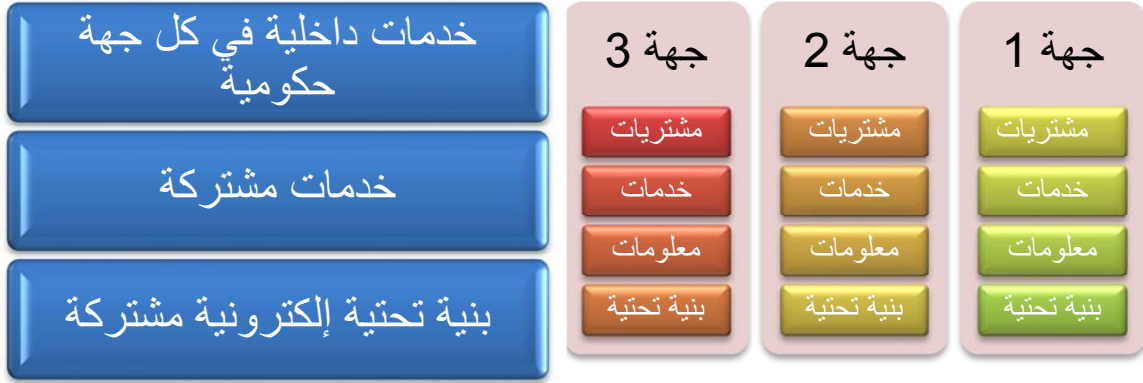 جهة 1
مشتريات
خدمات
معلومات
بنية تحتية
جهة 2
مشتريات
خدمات
معلومات
بنية تحتية
جهة 3
مشتريات
خدمات
معلومات
بنية تحتية
خدمات داخلية في كل جهة
حكومية
خدمات مشتركة
بنية تحتية إلكترونية مشتركة